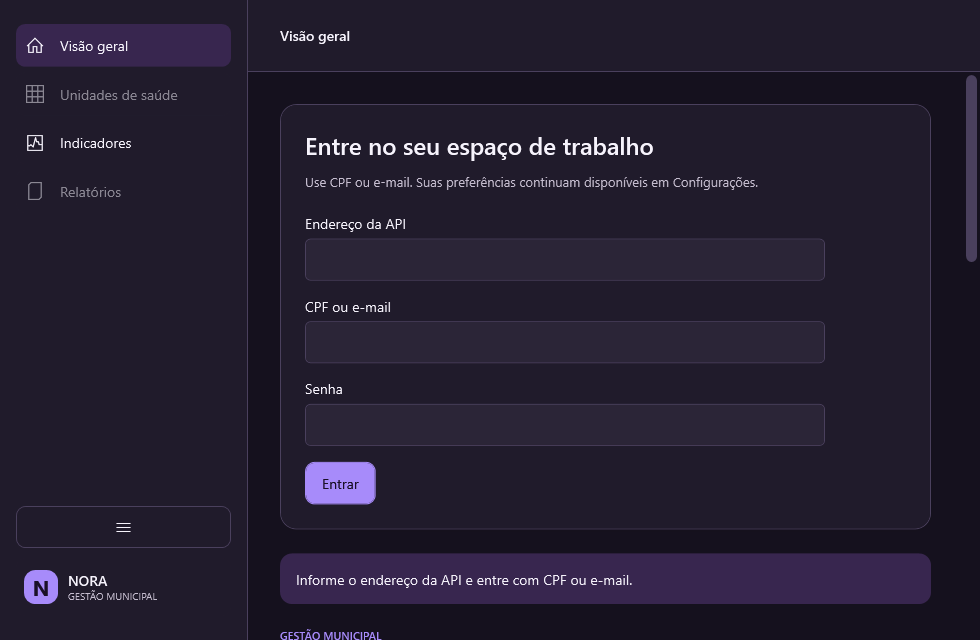 Visão geral
Unidades de saúde
Indicadores
Relatórios
N
NORA
GESTÃO MUNICIPAL
Visão geral
Entre no seu espaço de trabalho
Use CPF ou e-mail. Suas preferências continuam disponíveis em Configurações.
Endereço da API
CPF ou e-mail
Senha
Entrar
Informe o endereço da API e entre com CPF ou e-mail.
GESTÃO MUNICIPAL